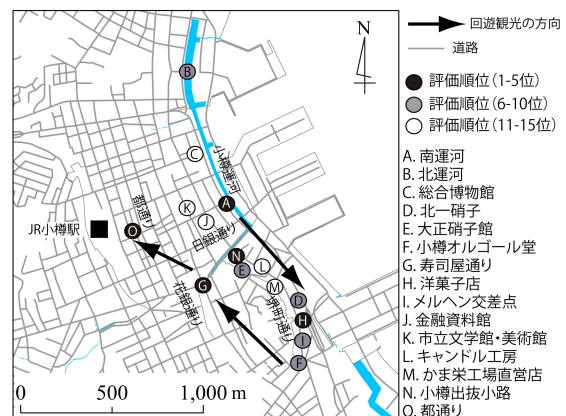 回遊観光の方向
道路
評価順位(1-5位)
評価順位(6-10位)
評価順位(11-15位)
A. 南運河
B. 北運河
C. 総合博物館
D. 北一硝子
E. 大正硝子館
F. 小樽オルゴール堂
G. 寿司屋通り
H. 洋菓子店
I. メルヘン交差点
J. 金融資料館
K. 市立文学館・美術館
L. キャンドル工房
M. かま栄工場直営店
N. 小樽出抜小路
O. 都通り
N
B
C
小樽運河
都通り
K
A
J
JR小樽駅
O
日銀通り
N
E
L
G
M
花銀通り
堺町通り
D
H
I
F
0 500 1,000 m